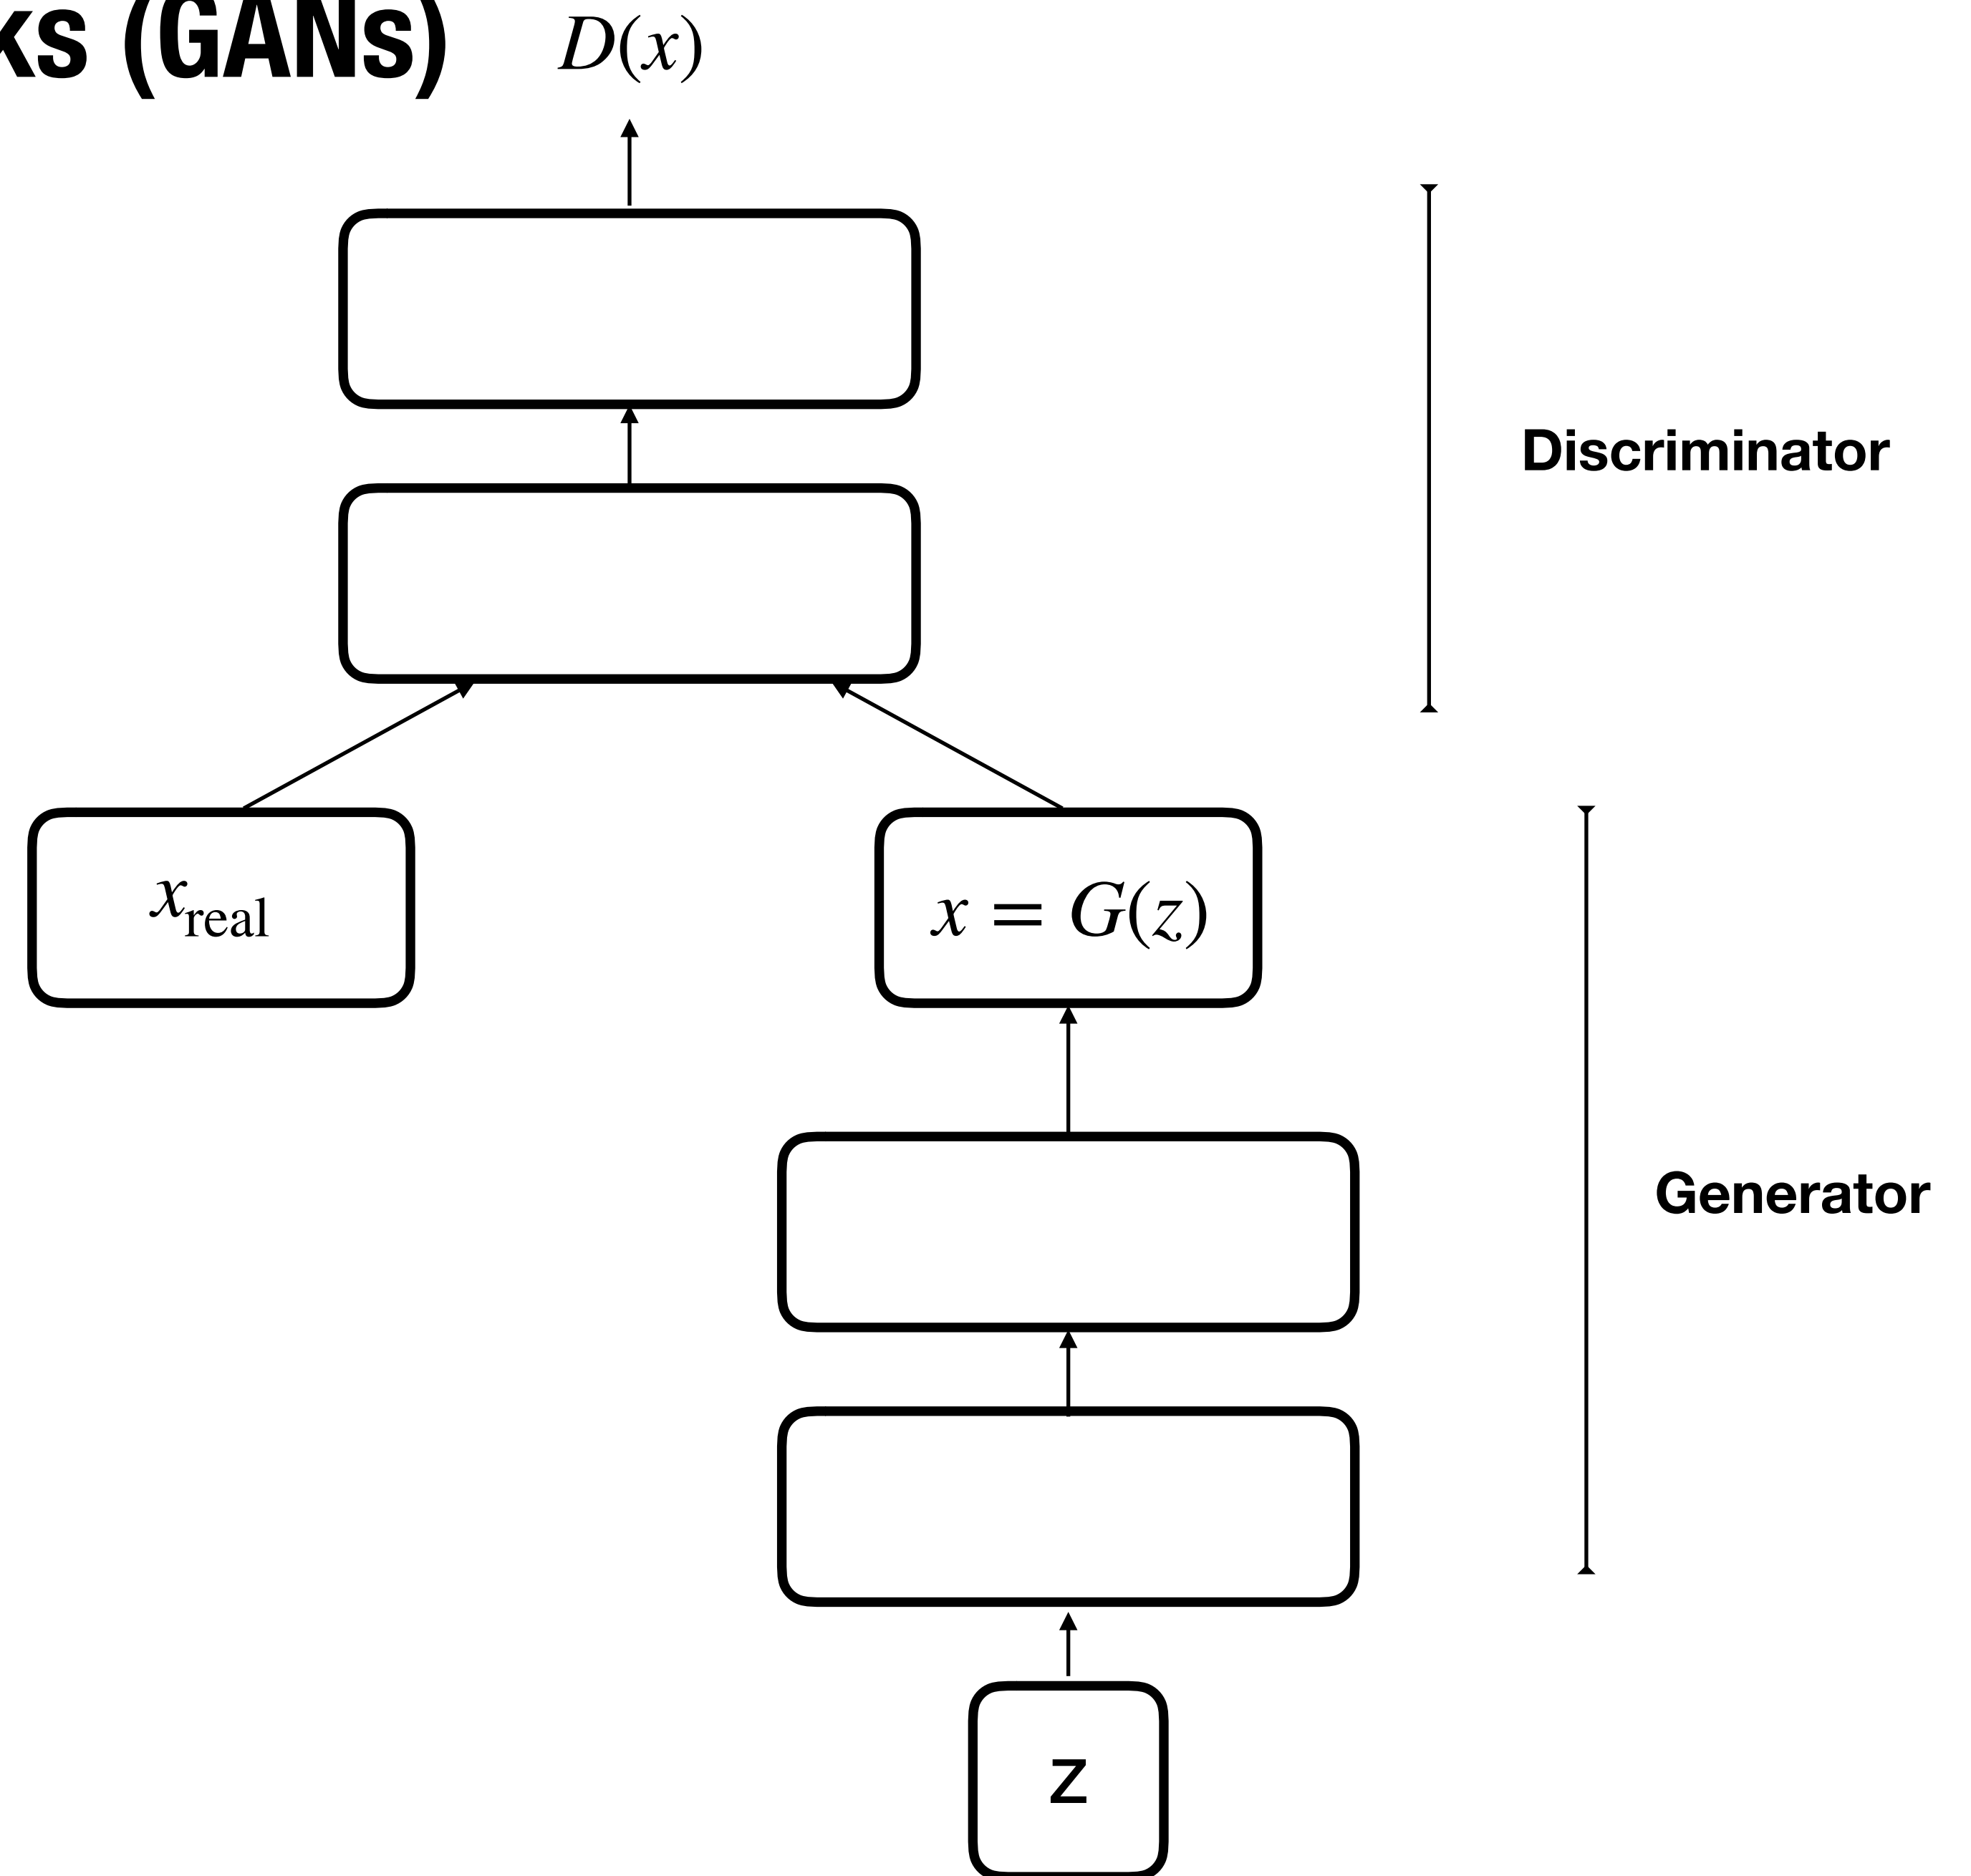 ks (GANs)
D(x)
Discriminator
x_real
x = G(z)
Generator
z